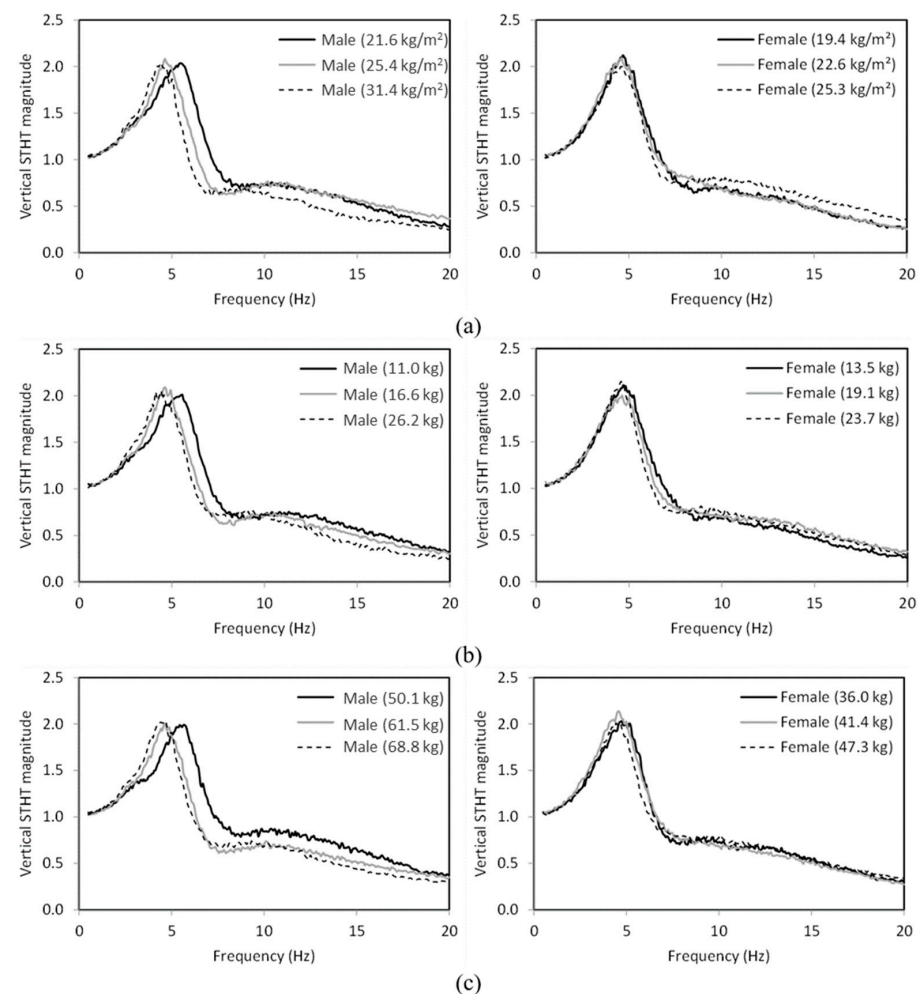 2.5
2.0
1.5
1.0
0.5
0.0
Vertical STHT magnitude
Male (21.6 kg/m²)
Male (25.4 kg/m²)
Male (31.4 kg/m²)
0 5 10 15 20
Frequency (Hz)
2.5
2.0
1.5
1.0
0.5
0.0
Vertical STHT magnitude
Female (19.4 kg/m²)
Female (22.6 kg/m²)
Female (25.3 kg/m²)
0 5 10 15 20
Frequency (Hz)
(a)
2.5
2.0
1.5
1.0
0.5
0.0
Vertical STHT magnitude
Male (11.0 kg)
Male (16.6 kg)
Male (26.2 kg)
0 5 10 15 20
Frequency (Hz)
2.5
2.0
1.5
1.0
0.5
0.0
Vertical STHT magnitude
Female (13.5 kg)
Female (19.1 kg)
Female (23.7 kg)
0 5 10 15 20
Frequency (Hz)
(b)
2.5
2.0
1.5
1.0
0.5
0.0
Vertical STHT magnitude
Male (50.1 kg)
Male (61.5 kg)
Male (68.8 kg)
0 5 10 15 20
Frequency (Hz)
2.5
2.0
1.5
1.0
0.5
0.0
Vertical STHT magnitude
Female (36.0 kg)
Female (41.4 kg)
Female (47.3 kg)
0 5 10 15 20
Frequency (Hz)
(c)